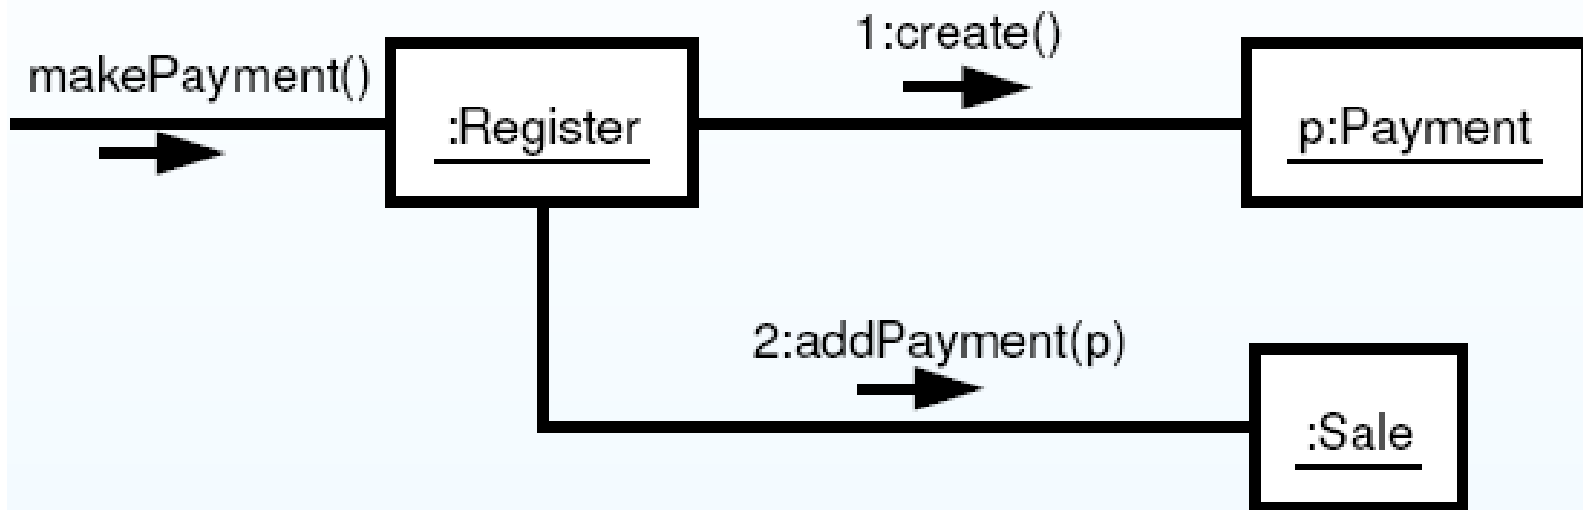 1:create()
makePayment()
:Register
p:Payment
2:addPayment(p)
:Sale